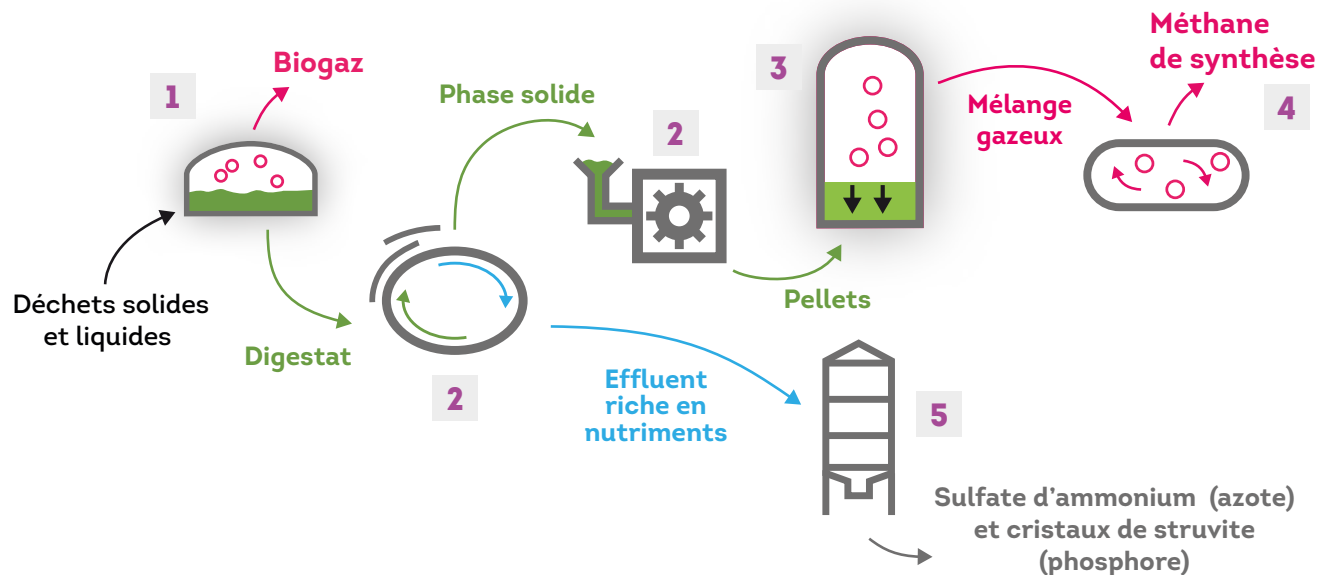 1
Biogaz
Déchets solides
et liquides
Digestat
2
Phase solide
2
Pellets
3
Mélange
gazeux
Méthane
de synthèse
4
Effluent
riche en
nutriments
5
Sulfate d’ammonium (azote)
et cristaux de struvite
(phosphore)